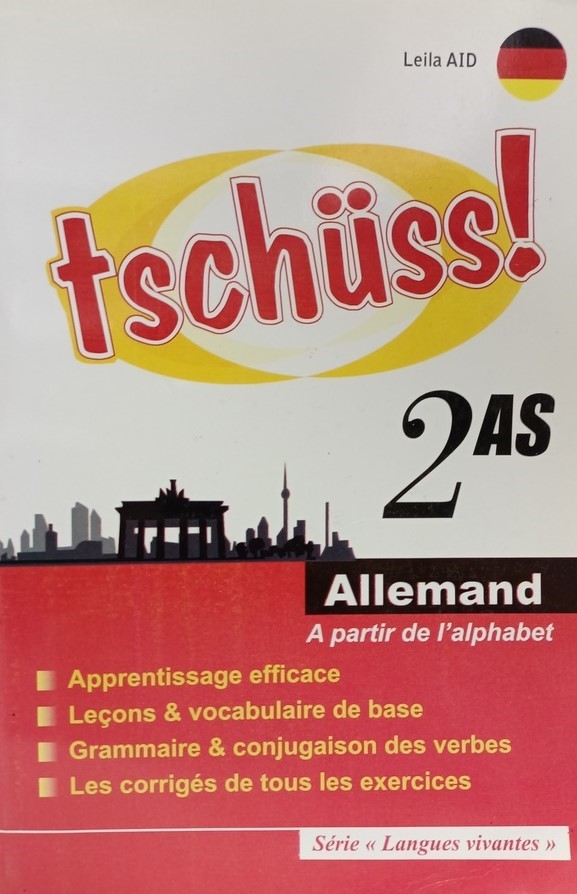 Leila AID
tschüss!
2AS
Allemand
A partir de l'alphabet
Apprentissage efficace
Leçons & vocabulaire de base
Grammaire & conjugaison des verbes
Les corrigés de tous les exercices
Série « Langues vivantes »